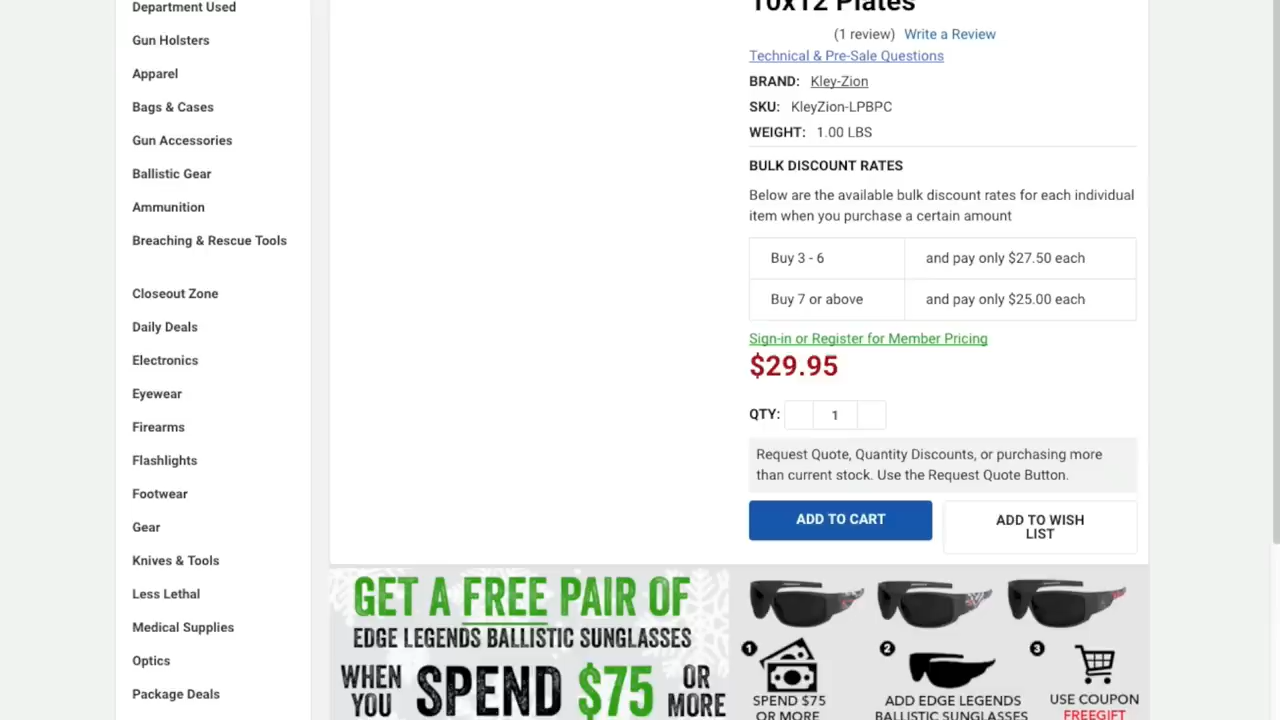 Department Used
Gun Holsters
Apparel
Bags & Cases
Gun Accessories
Ballistic Gear
Ammunition
Breaching & Rescue Tools
Closeout Zone
Daily Deals
Electronics
Eyewear
Firearms
Flashlights
Footwear
Gear
Knives & Tools
Less Lethal
Medical Supplies
Optics
Package Deals
10x12 Plates
(1 review) Write a Review
Technical & Pre-Sale Questions
BRAND: Kley-Zion
SKU: KleyZion-LPBPC
WEIGHT: 1.00 LBS
BULK DISCOUNT RATES
Below are the available bulk discount rates for each individual
item when you purchase a certain amount
Buy 3 - 6 and pay only $27.50 each
Buy 7 or above and pay only $25.00 each
Sign-in or Register for Member Pricing
$29.95
QTY: 1
Request Quote, Quantity Discounts, or purchasing more
than current stock. Use the Request Quote Button.
ADD TO CART
ADD TO WISH
LIST
GET A FREE PAIR OF
EDGE LEGENDS BALLISTIC SUNGLASSES
WHEN
YOU
SPEND $75
OR
MORE
1
SPEND $75
OR MORE
2
ADD EDGE LEGENDS
BALLISTIC SUNGLASSES
3
USE COUPON
FREEGIFT